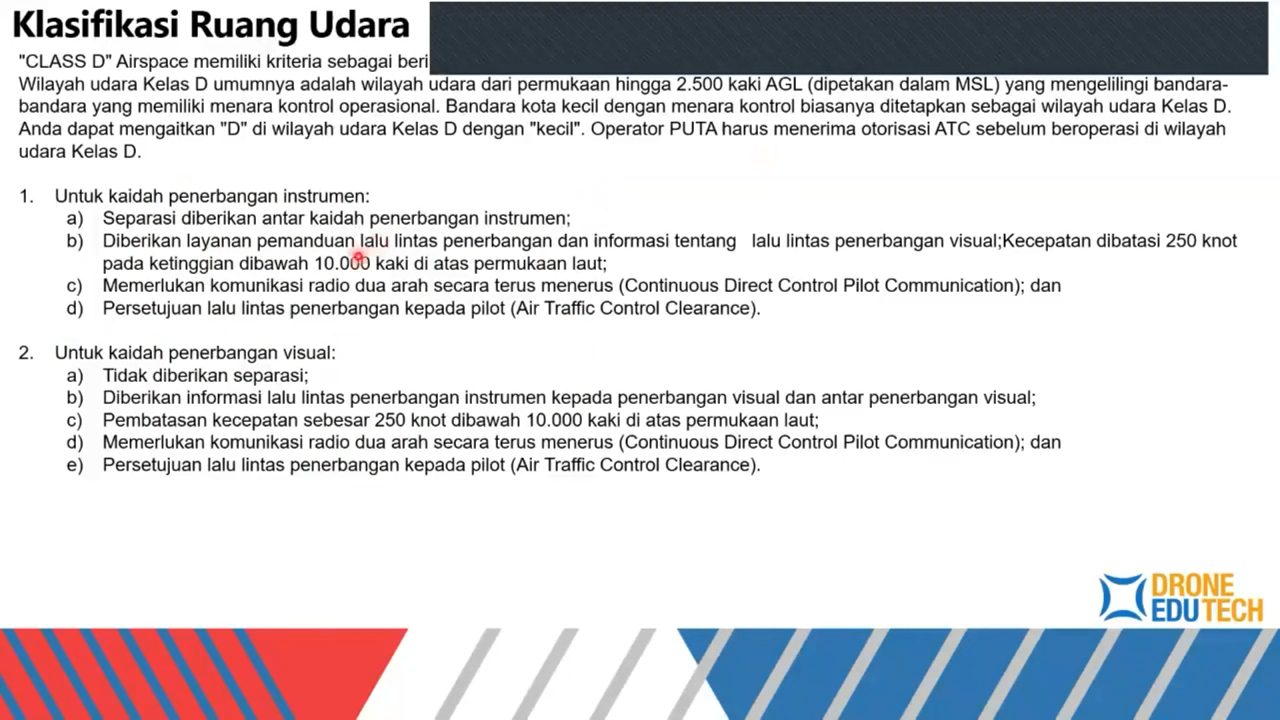 Klasifikasi Ruang Udara
"CLASS D" Airspace memiliki kriteria sebagai beri
Wilayah udara Kelas D umumnya adalah wilayah udara dari permukaan hingga 2.500 kaki AGL (dipetakan dalam MSL) yang mengelilingi bandara-
bandara yang memiliki menara kontrol operasional. Bandara kota kecil dengan menara kontrol biasanya ditetapkan sebagai wilayah udara Kelas D.
Anda dapat mengaitkan "D" di wilayah udara Kelas D dengan "kecil". Operator PUTA harus menerima otorisasi ATC sebelum beroperasi di wilayah
udara Kelas D.
1. Untuk kaidah penerbangan instrumen:
a) Separasi diberikan antar kaidah penerbangan instrumen;
b) Diberikan layanan pemanduan lalu lintas penerbangan dan informasi tentang lalu lintas penerbangan visual;Kecepatan dibatasi 250 knot
pada ketinggian dibawah 10.000 kaki di atas permukaan laut;
c) Memerlukan komunikasi radio dua arah secara terus menerus (Continuous Direct Control Pilot Communication); dan
d) Persetujuan lalu lintas penerbangan kepada pilot (Air Traffic Control Clearance).
2. Untuk kaidah penerbangan visual:
a) Tidak diberikan separasi;
b) Diberikan informasi lalu lintas penerbangan instrumen kepada penerbangan visual dan antar penerbangan visual;
c) Pembatasan kecepatan sebesar 250 knot dibawah 10.000 kaki di atas permukaan laut;
d) Memerlukan komunikasi radio dua arah secara terus menerus (Continuous Direct Control Pilot Communication); dan
e) Persetujuan lalu lintas penerbangan kepada pilot (Air Traffic Control Clearance).
DRONE
EDUTECH